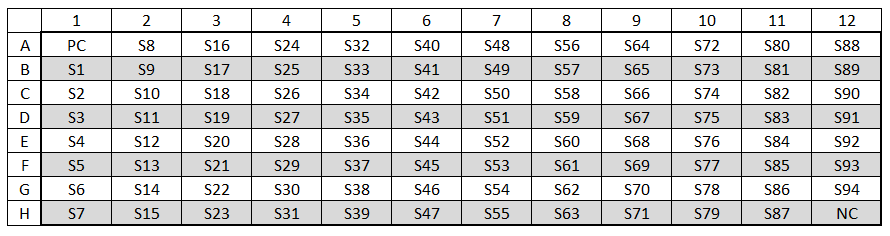 1 2 3 4 5 6 7 8 9 10 11 12
A PC S8 S16 S24 S32 S40 S48 S56 S64 S72 S80 S88
B S1 S9 S17 S25 S33 S41 S49 S57 S65 S73 S81 S89
C S2 S10 S18 S26 S34 S42 S50 S58 S66 S74 S82 S90
D S3 S11 S19 S27 S35 S43 S51 S59 S67 S75 S83 S91
E S4 S12 S20 S28 S36 S44 S52 S60 S68 S76 S84 S92
F S5 S13 S21 S29 S37 S45 S53 S61 S69 S77 S85 S93
G S6 S14 S22 S30 S38 S46 S54 S62 S70 S78 S86 S94
H S7 S15 S23 S31 S39 S47 S55 S63 S71 S79 S87 NC